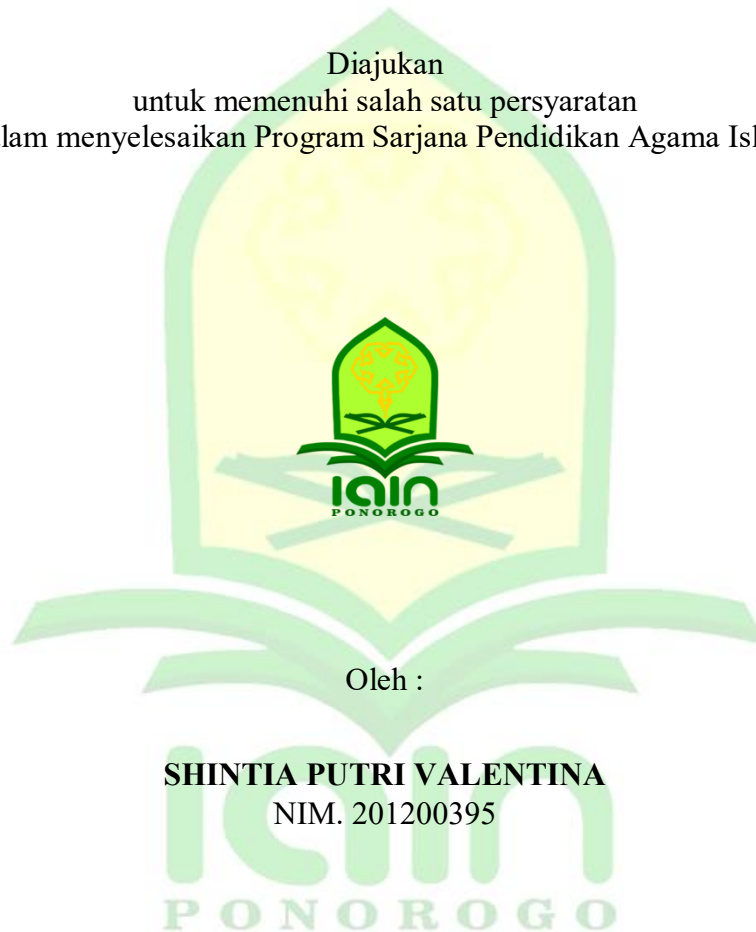 Diajukan
untuk memenuhi salah satu persyaratan
lam menyelesaikan Program Sarjana Pendidikan Agama Isl
iain
PONOROGO
Oleh :
SHINTIA PUTRI VALENTINA
NIM. 201200395
iain
PONOROGO